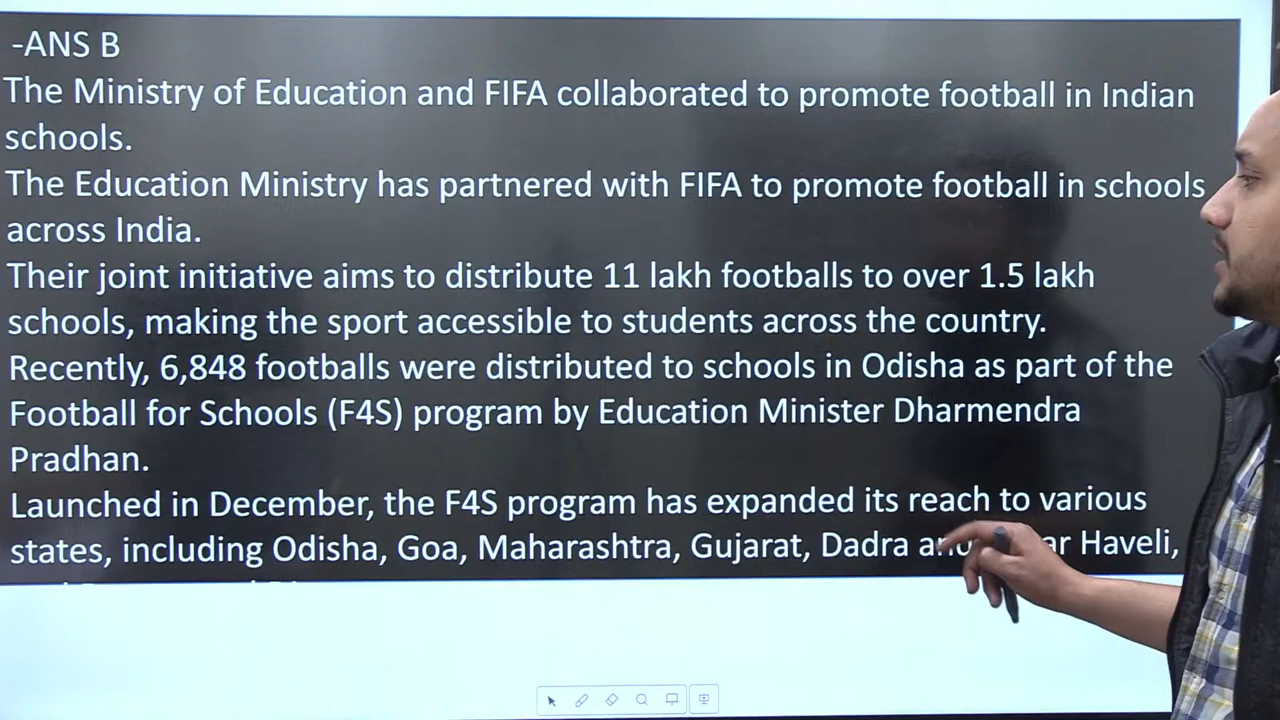 -ANS B
The Ministry of Education and FIFA collaborated to promote football in Indian
schools.
The Education Ministry has partnered with FIFA to promote football in schools
across India.
Their joint initiative aims to distribute 11 lakh footballs to over 1.5 lakh
schools, making the sport accessible to students across the country.
Recently, 6,848 footballs were distributed to schools in Odisha as part of the
Football for Schools (F4S) program by Education Minister Dharmendra
Pradhan.
Launched in December, the F4S program has expanded its reach to various
states, including Odisha, Goa, Maharashtra, Gujarat, Dadra Haveli,